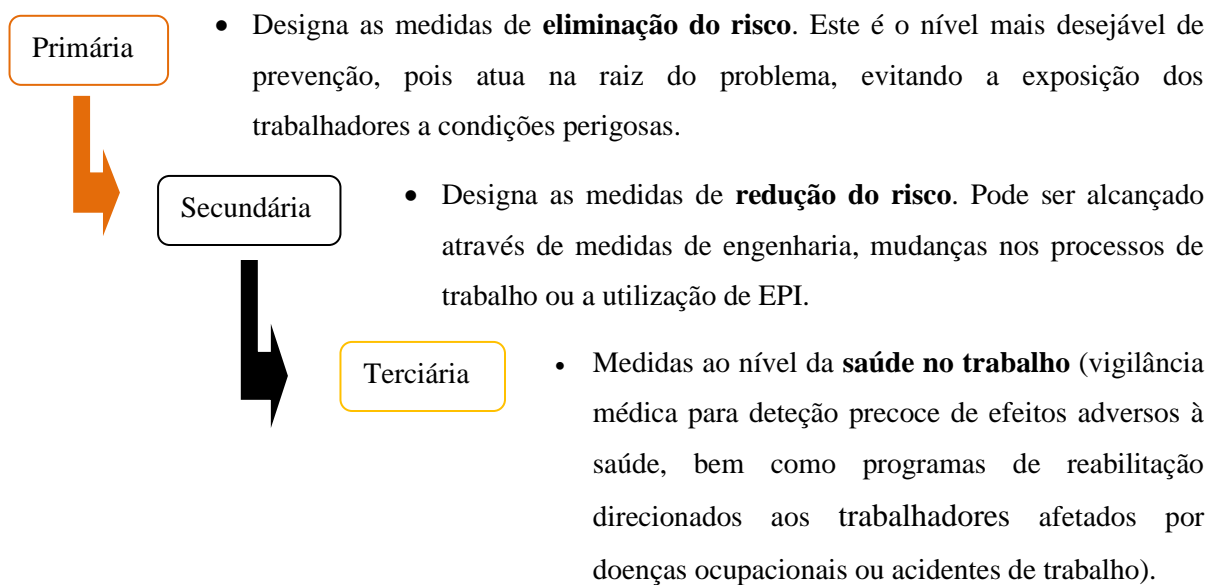 Primária
• Designa as medidas de eliminação do risco. Este é o nível mais desejável de
prevenção, pois atua na raiz do problema, evitando a exposição dos
trabalhadores a condições perigosas.
Secundária
• Designa as medidas de redução do risco. Pode ser alcançado
através de medidas de engenharia, mudanças nos processos de
trabalho ou a utilização de EPI.
Terciária
• Medidas ao nível da saúde no trabalho (vigilância
médica para deteção precoce de efeitos adversos à
saúde, bem como programas de reabilitação
direcionados aos trabalhadores afetados por
doenças ocupacionais ou acidentes de trabalho).